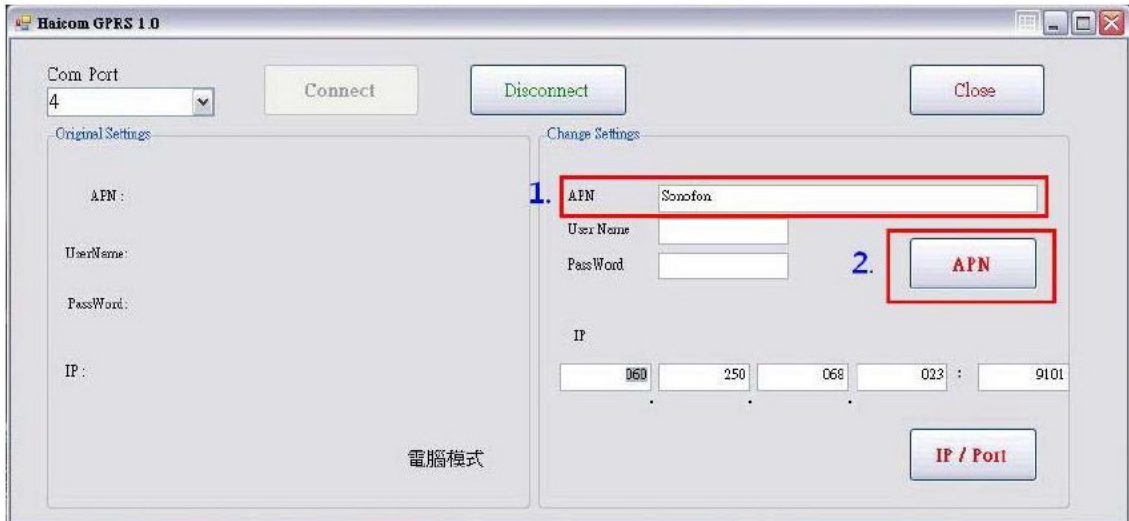 Haicom GPRS 1.0
Com Port
4
Connect
Disconnect
Close
Original Settings
APN :
UserName:
PassWord:
IP :
電腦模式
Change Settings
1.
APN Sonofon
User Name
PassWord
2.
APN
IP
060 . 250 . 068 . 023 : 9101
IP / Port